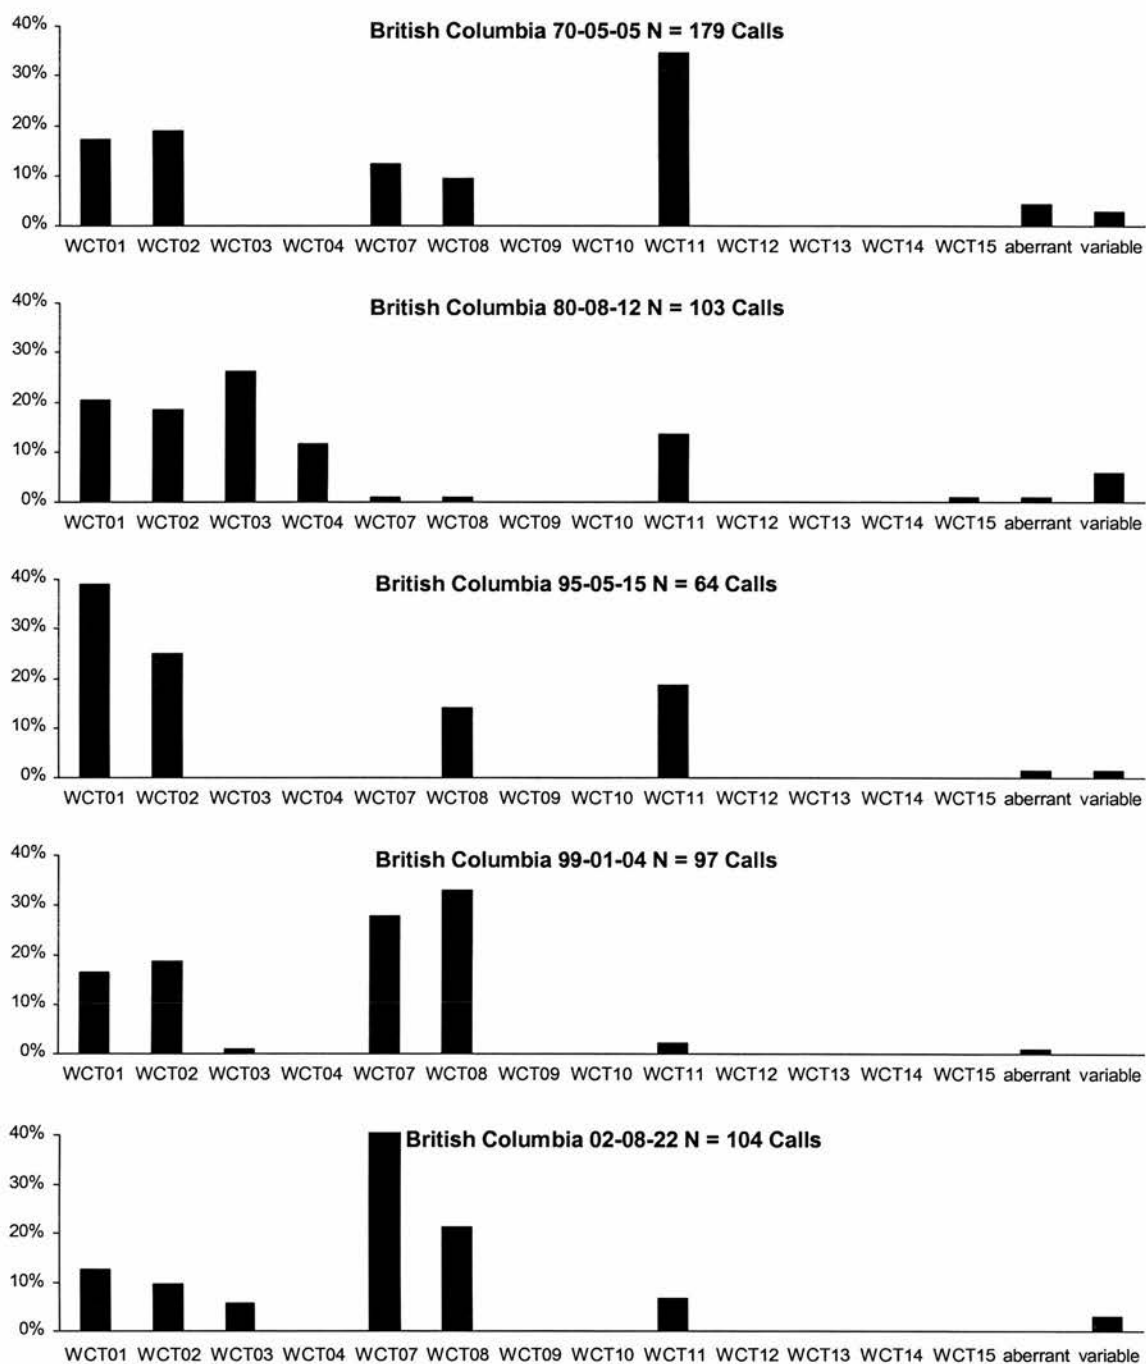 British Columbia 70-05-05 N = 179 Calls
40%
30%
20%
10%
0%
WCT01 WCT02 WCT03 WCT04 WCT07 WCT08 WCT09 WCT10 WCT11 WCT12 WCT13 WCT14 WCT15 aberrant variable
British Columbia 80-08-12 N = 103 Calls
40%
30%
20%
10%
0%
WCT01 WCT02 WCT03 WCT04 WCT07 WCT08 WCT09 WCT10 WCT11 WCT12 WCT13 WCT14 WCT15 aberrant variable
British Columbia 95-05-15 N = 64 Calls
40%
30%
20%
10%
0%
WCT01 WCT02 WCT03 WCT04 WCT07 WCT08 WCT09 WCT10 WCT11 WCT12 WCT13 WCT14 WCT15 aberrant variable
British Columbia 99-01-04 N = 97 Calls
40%
30%
20%
10%
0%
WCT01 WCT02 WCT03 WCT04 WCT07 WCT08 WCT09 WCT10 WCT11 WCT12 WCT13 WCT14 WCT15 aberrant variable
British Columbia 02-08-22 N = 104 Calls
40%
30%
20%
10%
0%
WCT01 WCT02 WCT03 WCT04 WCT07 WCT08 WCT09 WCT10 WCT11 WCT12 WCT13 WCT14 WCT15 aberrant variable